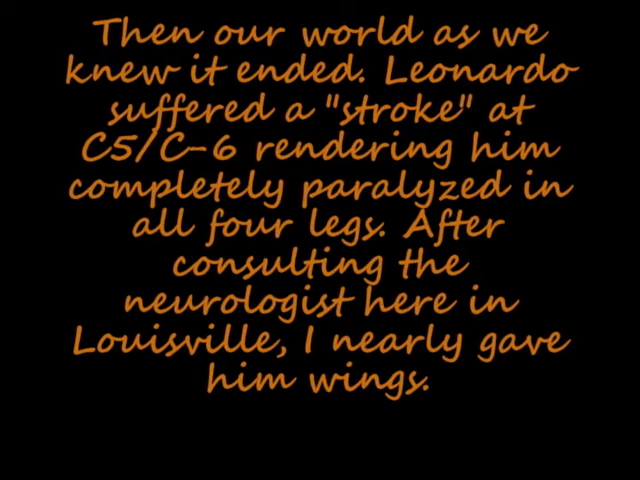 Then our world as we
knew it ended. Leonardo
suffered a "stroke" at
C5/C-6 rendering him
completely paralyzed in
all four legs. After
consulting the
neurologist here in
Louisville, I nearly gave
him wings.